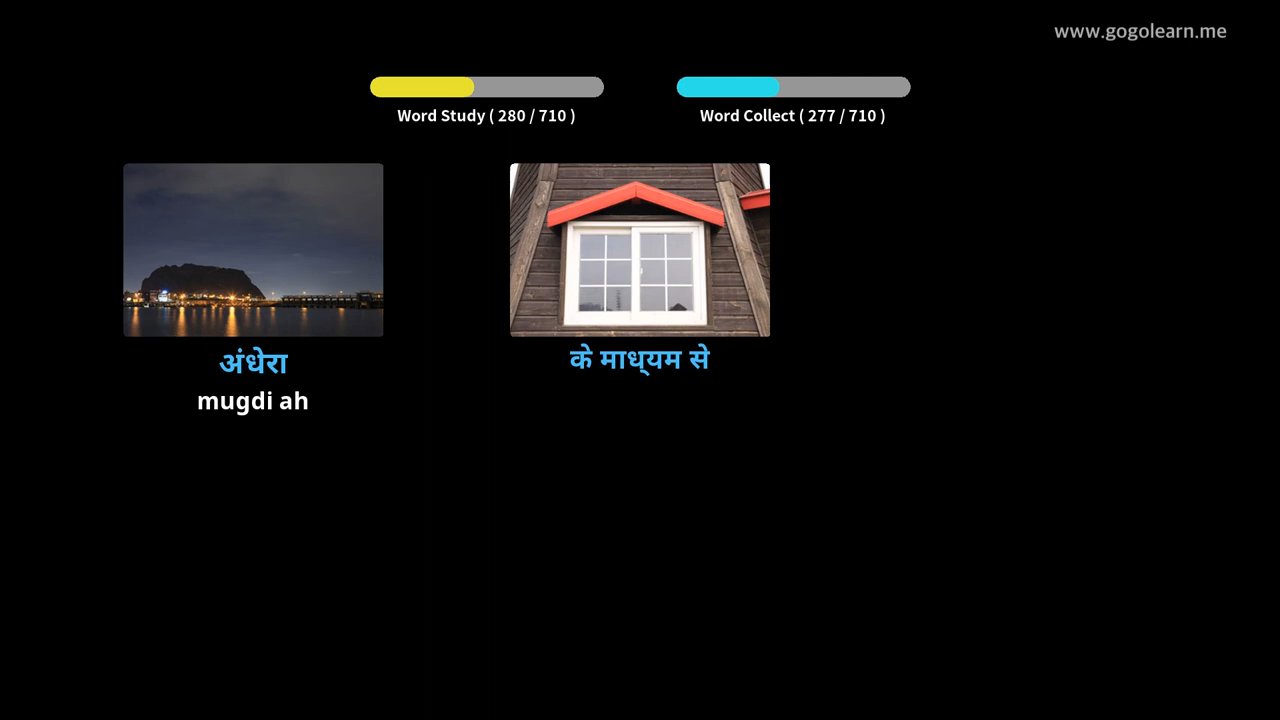 www.gogolearn.me
Word Study ( 280 / 710 )
Word Collect ( 277 / 710 )
अंधेरा
mugdi ah
के माध्यम से